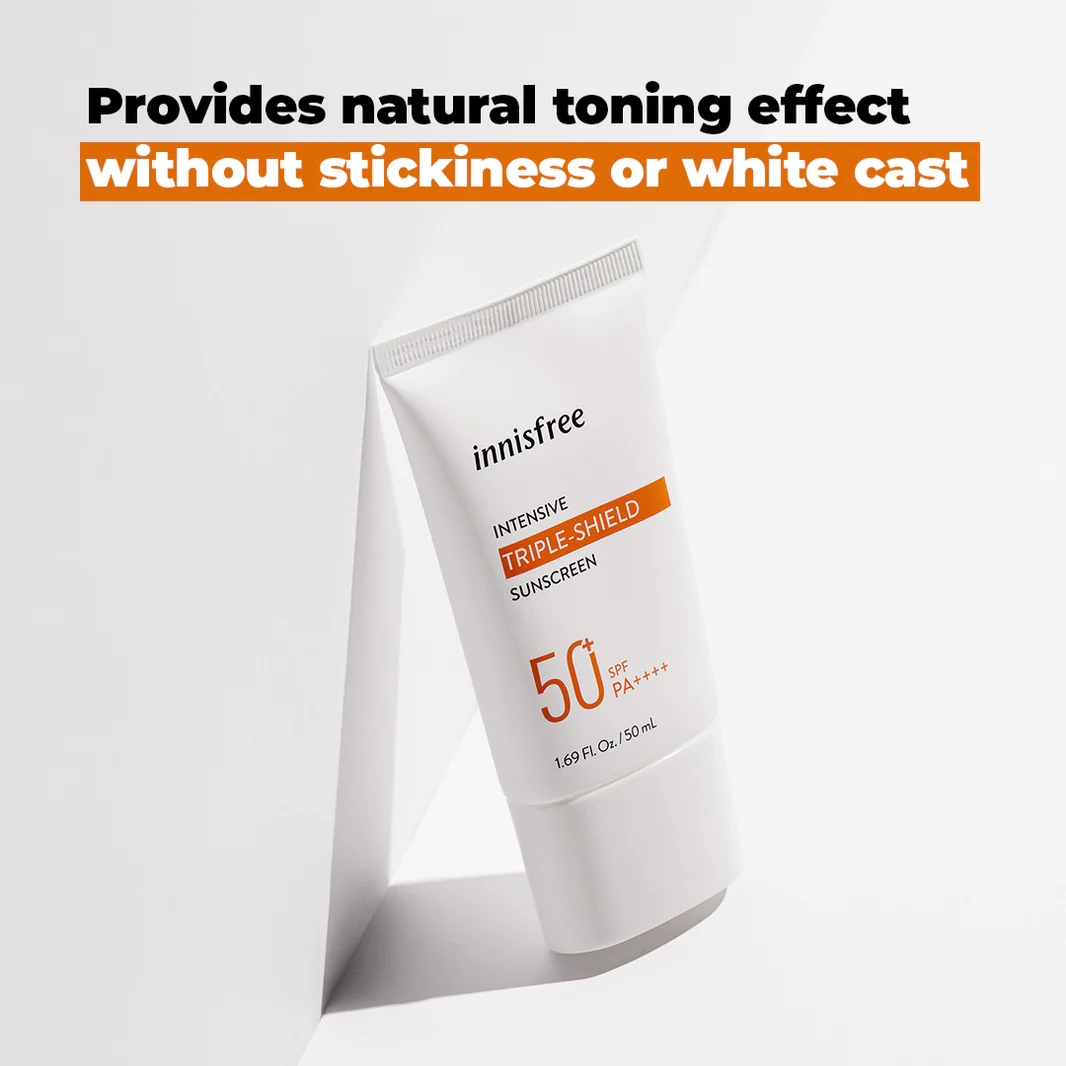 Provides natural toning effect
without stickiness or white cast
innisfree
INTENSIVE
TRIPLE-SHIELD
SUNSCREEN
50+ SPF
PA++++
1.69 Fl. Oz. / 50 mL